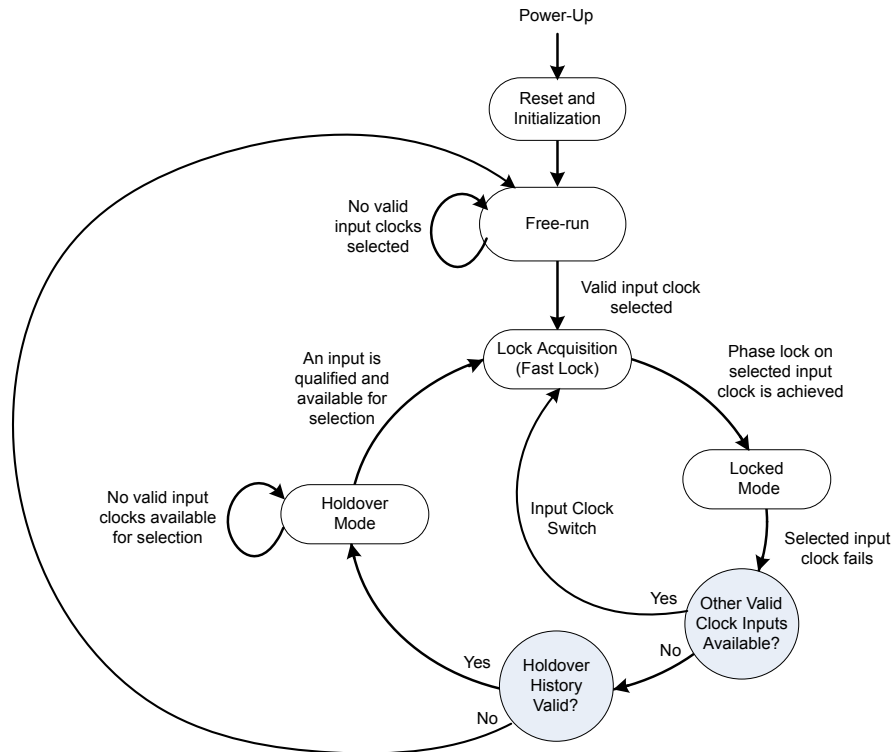 Power-Up
Reset and
Initialization
No valid
input clocks
selected
Free-run
Valid input clock
selected
An input is
qualified and
available for
selection
Lock Acquisition
(Fast Lock)
Phase lock on
selected input
clock is achieved
No valid input
clocks available
for selection
Holdover
Mode
Input Clock
Switch
Locked
Mode
Selected input
clock fails
Yes
Other Valid
Clock Inputs
Available?
No
Yes
Holdover
History
Valid?
No